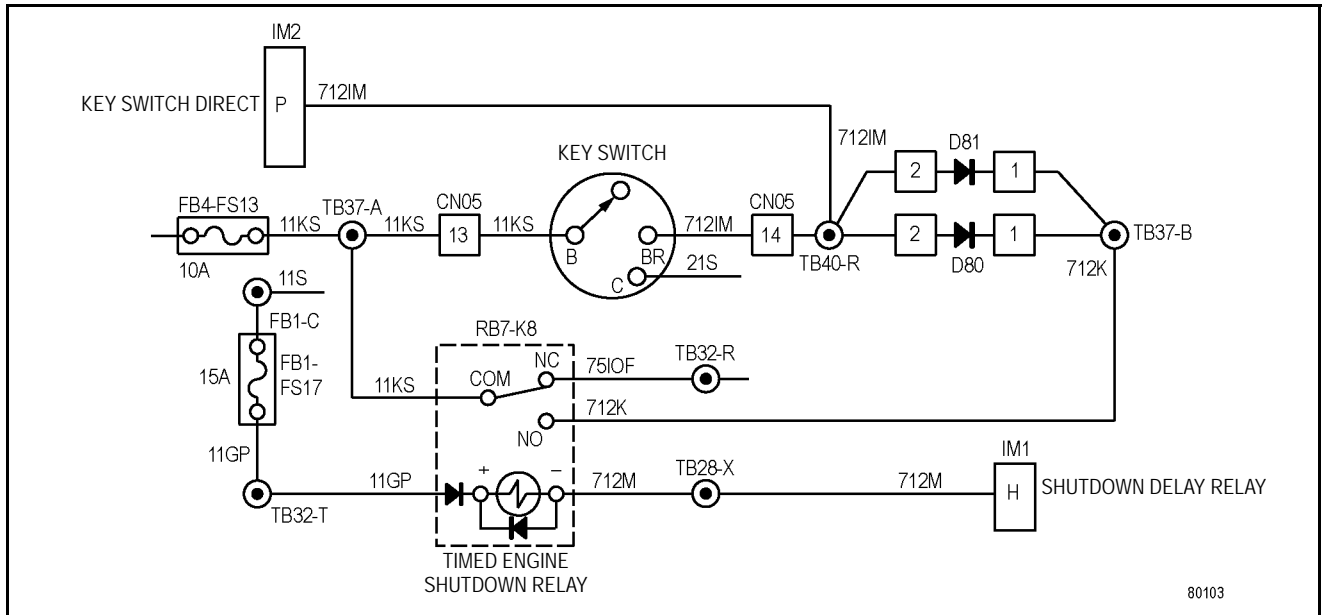 IM2
KEY SWITCH DIRECT
P
712IM
KEY SWITCH
712IM
D81
2
1
FB4-FS13
11KS
TB37-A
11KS
CN05
13
11KS
B
BR
712IM
CN05
14
TB40-R
2
1
D80
TB37-B
10A
C
21S
712K
11S
FB1-C
15A
FB1-
FS17
RB7-K8
NC
75IOF
TB32-R
11KS
COM
712K
NO
11GP
IM1
11GP
+
−
712M
TB28-X
712M
H
SHUTDOWN DELAY RELAY
TB32-T
TIMED ENGINE
SHUTDOWN RELAY
80103